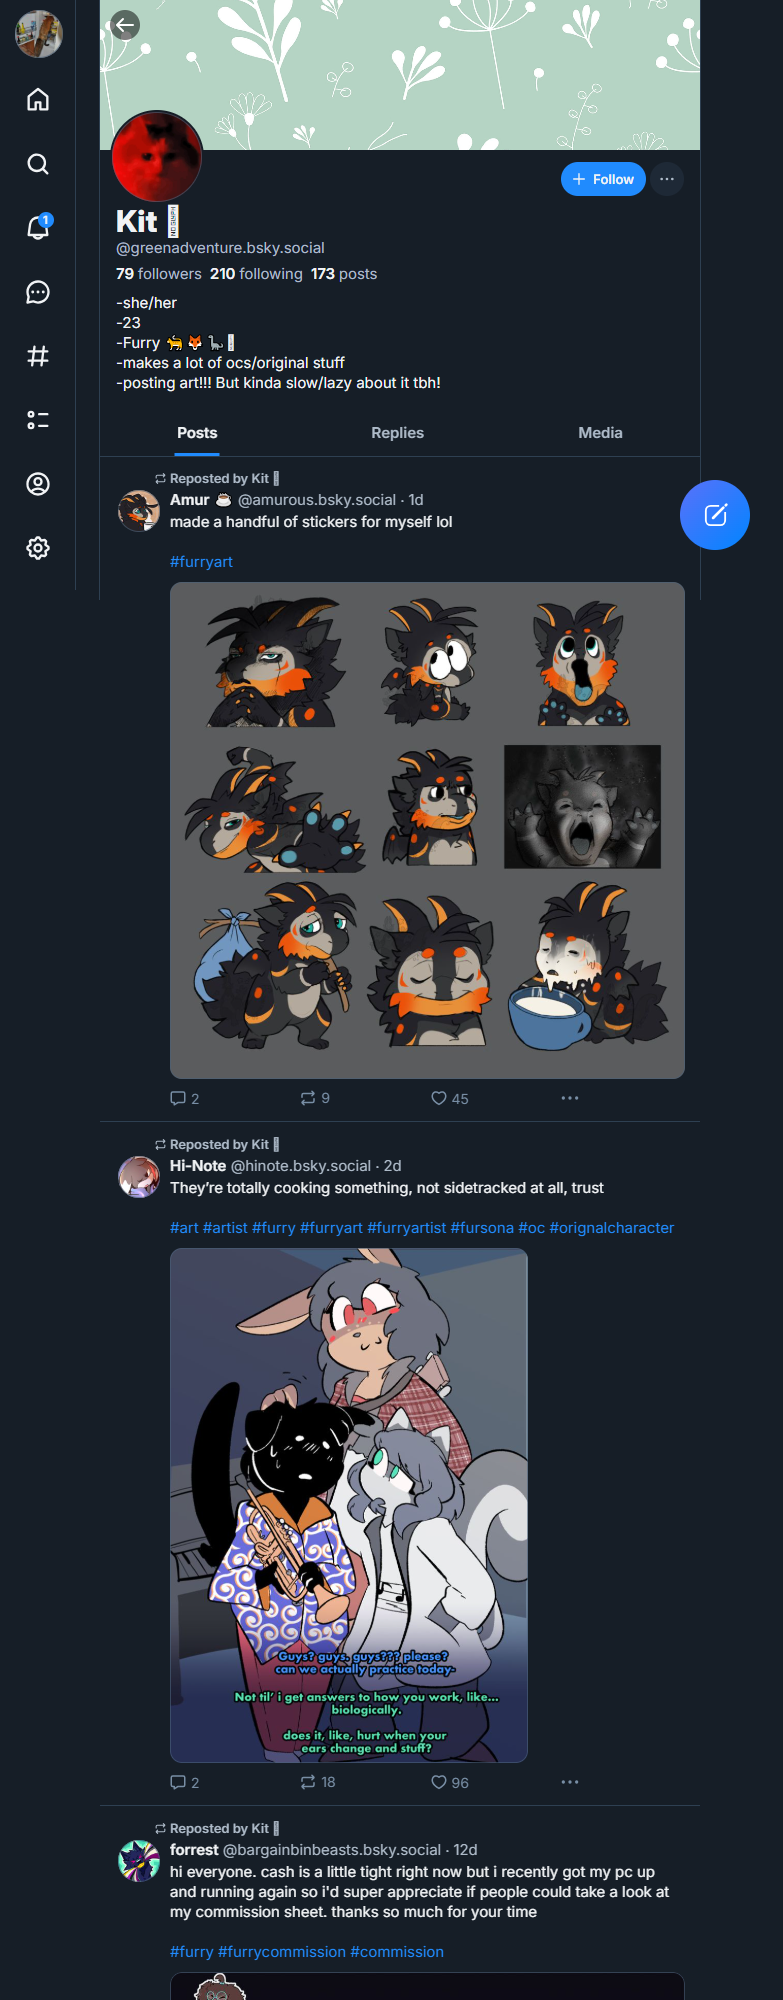 1
+ Follow
Kit
@greenadventure.bsky.social
79 followers 210 following 173 posts
-she/her
-23
-Furry 🐈 🦊 🦕
-makes a lot of ocs/original stuff
-posting art!!! But kinda slow/lazy about it tbh!
Posts Replies Media
Reposted by Kit
Amur ☕ @amurous.bsky.social · 1d
made a handful of stickers for myself lol
#furryart
2 9 45
Reposted by Kit
Hi-Note @hinote.bsky.social · 2d
They're totally cooking something, not sidetracked at all, trust
#art #artist #furry #furryart #furryartist #fursona #oc #orignalcharacter
Guys? guys. guys??? please?
can we actually practice today-
Not til' i get answers to how you work, like...
biologically.
does it, like, hurt when your
ears change and stuff?
2 18 96
Reposted by Kit
forrest @bargainbinbeasts.bsky.social · 12d
hi everyone. cash is a little tight right now but i recently got my pc up
and running again so i'd super appreciate if people could take a look at
my commission sheet. thanks so much for your time
#furry #furrycommission #commission